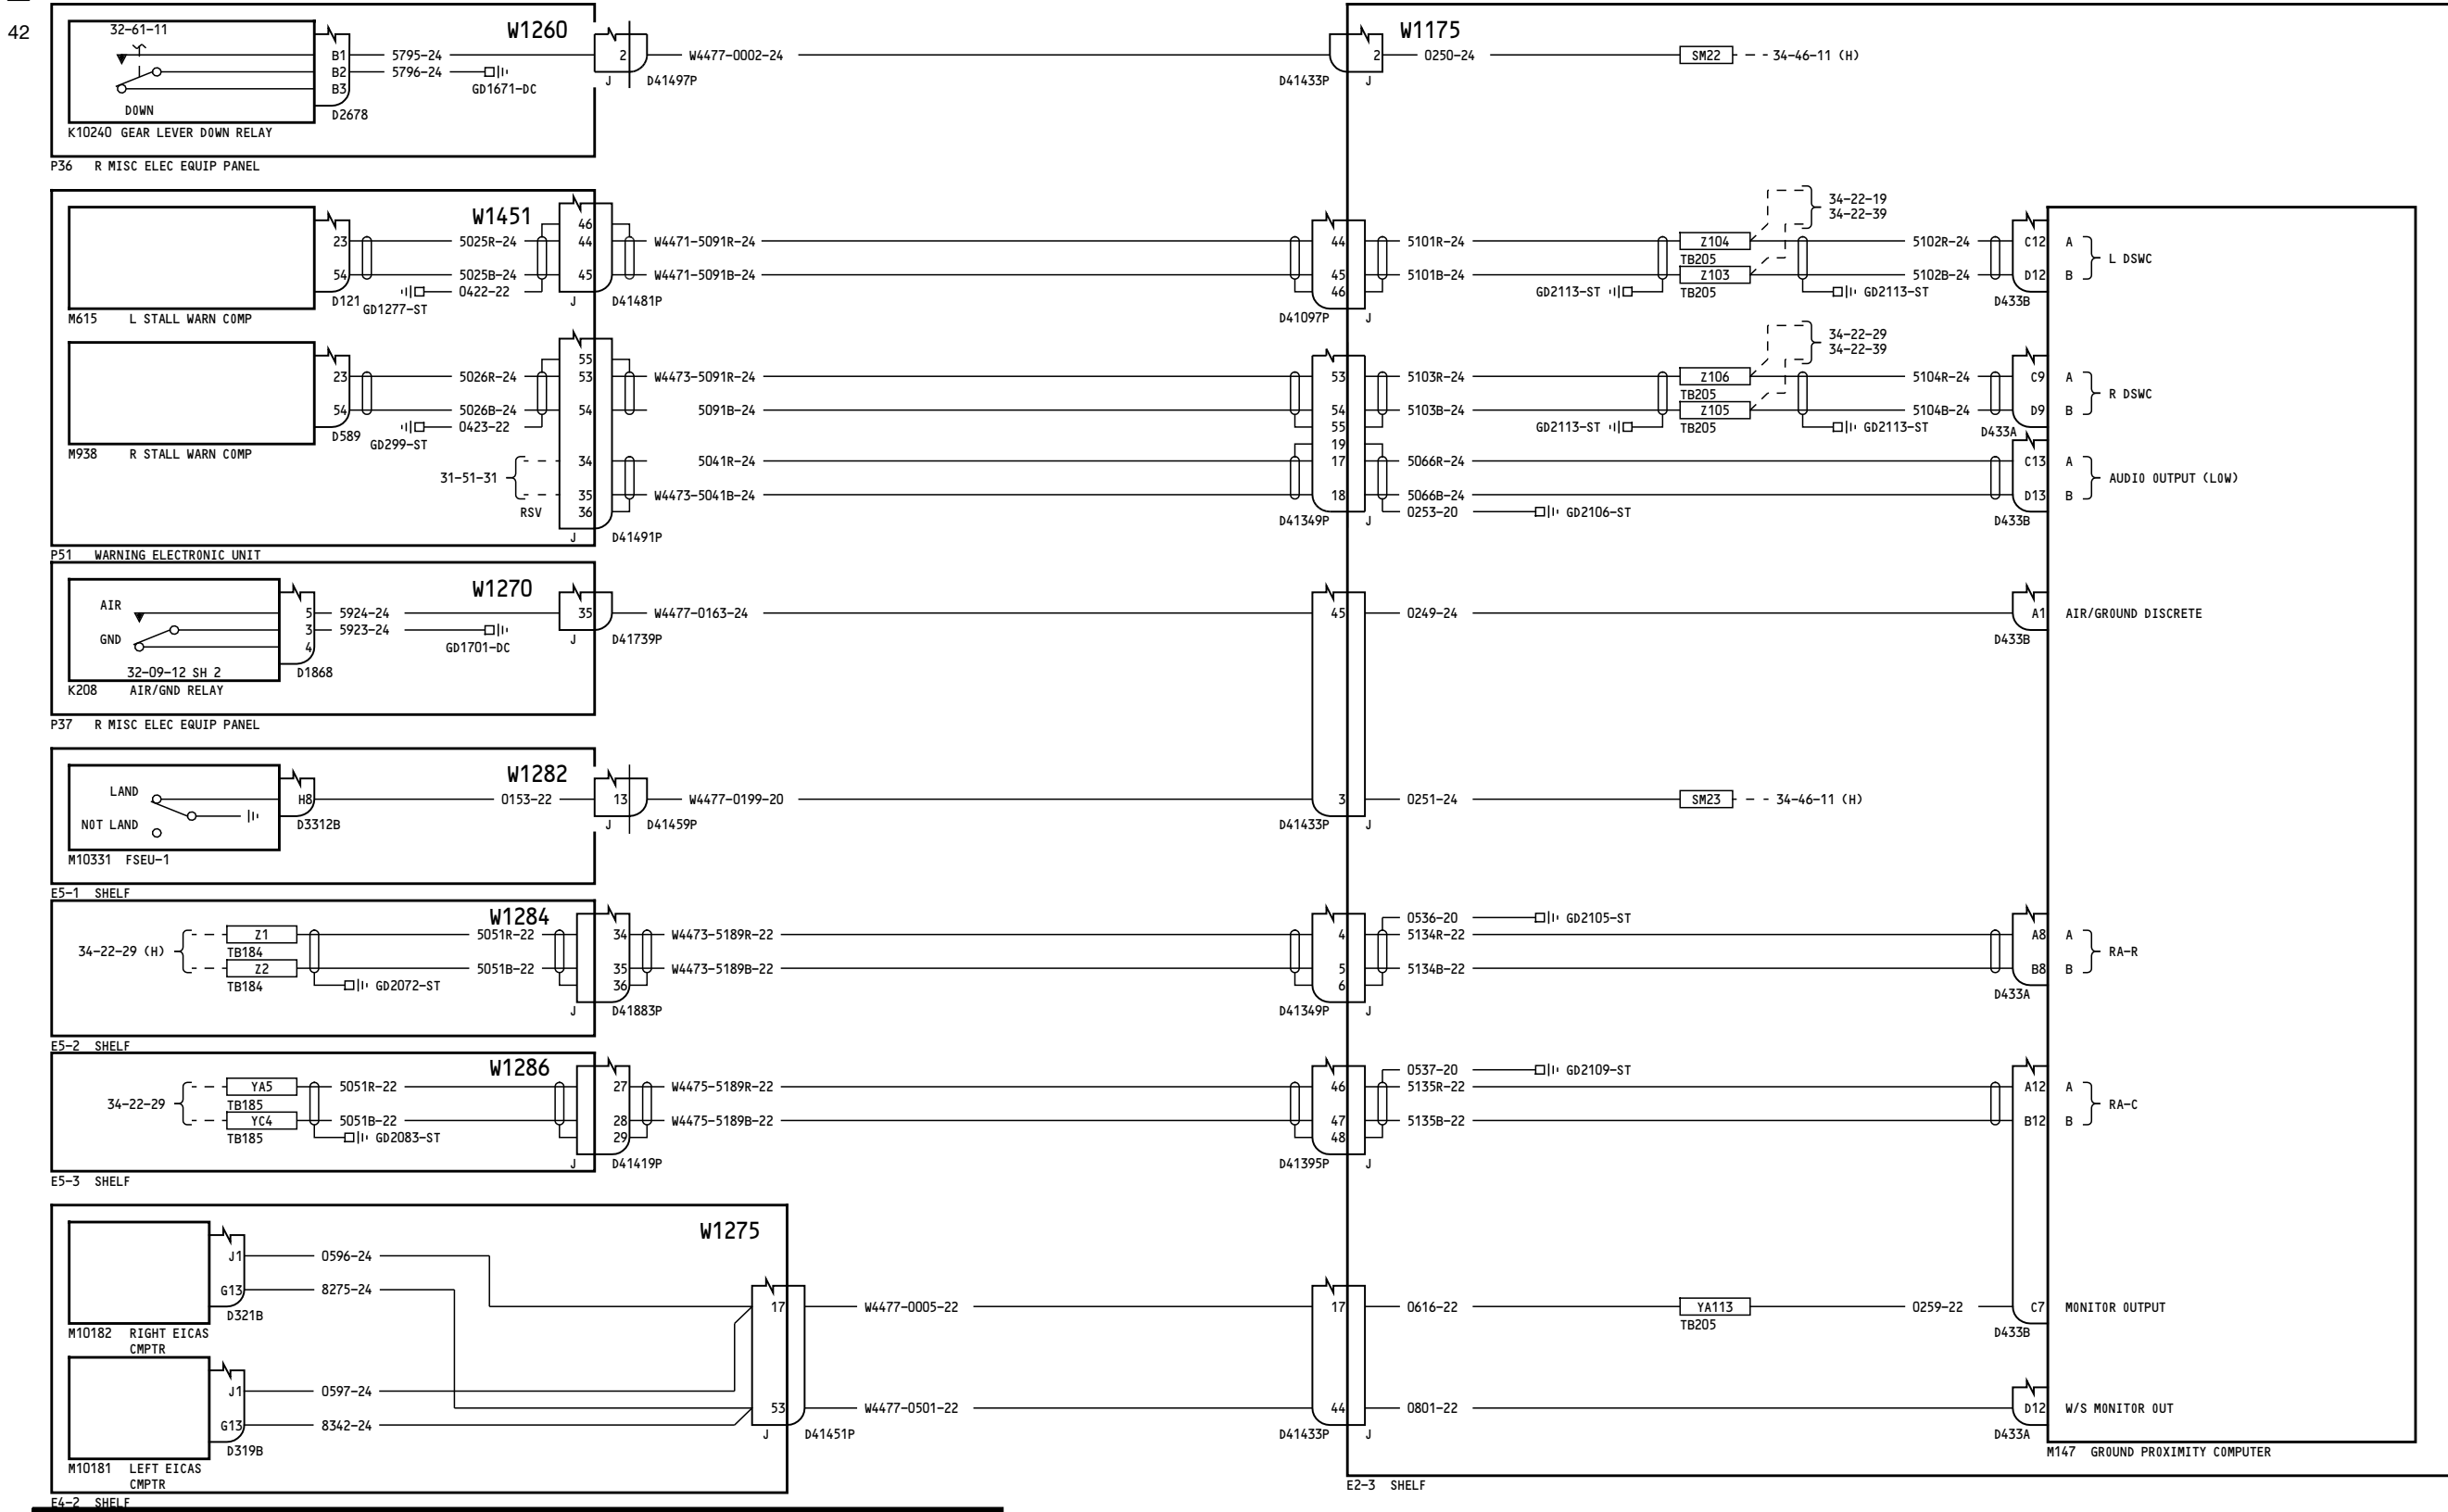 42
32-61-11
DOWN
B1
B2
B3
D2678
5795-24
5796-24
GD1671-DC
W1260
2
J
D41497P
W4477-0002-24
K10240 GEAR LEVER DOWN RELAY
P36 R MISC ELEC EQUIP PANEL
D41433P
2
J
W1175
0250-24
SM22
34-46-11 (H)
W1451
23
54
D121
5025R-24
5025B-24
0422-22
GD1277-ST
46
44
45
J
D41481P
W4471-5091R-24
W4471-5091B-24
M615 L STALL WARN COMP
44
45
46
D41097P
J
5101R-24
5101B-24
GD2113-ST
Z104
TB205
Z103
TB205
34-22-19
34-22-39
GD2113-ST
5102R-24
5102B-24
C12
D12
D433B
A
B
L DSWC
23
54
D589
5026R-24
5026B-24
0423-22
GD299-ST
M938 R STALL WARN COMP
55
53
54
34
35
36
J
D41491P
31-51-31
RSV
W4473-5091R-24
5091B-24
5041R-24
W4473-5041B-24
P51 WARNING ELECTRONIC UNIT
53
54
55
19
17
18
D41349P
J
5103R-24
5103B-24
5066R-24
5066B-24
0253-20
GD2106-ST
GD2113-ST
Z106
TB205
Z105
TB205
34-22-29
34-22-39
GD2113-ST
5104R-24
5104B-24
C9
D9
D433A
A
B
R DSWC
C13
D13
D433B
A
B
AUDIO OUTPUT (LOW)
AIR
GND
32-09-12 SH 2
5
3
4
D1868
5924-24
5923-24
GD1701-DC
W1270
35
J
D41739P
W4477-0163-24
K208 AIR/GND RELAY
P37 R MISC ELEC EQUIP PANEL
45
0249-24
A1
D433B
AIR/GROUND DISCRETE
LAND
NOT LAND
H8
D3312B
0153-22
W1282
13
J
D41459P
W4477-0199-20
M10331 FSEU-1
E5-1 SHELF
3
D41433P
J
0251-24
SM23
34-46-11 (H)
34-22-29 (H)
Z1
TB184
Z2
TB184
GD2072-ST
5051R-22
5051B-22
W1284
34
35
36
J
D41883P
W4473-5189R-22
W4473-5189B-22
E5-2 SHELF
4
5
6
D41349P
J
0536-20
GD2105-ST
5134R-22
5134B-22
A8
B8
D433A
A
B
RA-R
34-22-29
YA5
TB185
YC4
TB185
GD2083-ST
5051R-22
5051B-22
W1286
27
28
29
J
D41419P
W4475-5189R-22
W4475-5189B-22
E5-3 SHELF
46
47
48
D41395P
J
0537-20
GD2109-ST
5135R-22
5135B-22
A12
B12
A
B
RA-C
W1275
J1
G13
D321B
0596-24
8275-24
M10182 RIGHT EICAS
CMPTR
J1
G13
D319B
0597-24
8342-24
M10181 LEFT EICAS
CMPTR
17
53
J
D41451P
W4477-0005-22
W4477-0501-22
E4-2 SHELF
17
44
D41433P
J
0616-22
0801-22
YA113
TB205
0259-22
C7
D433B
MONITOR OUTPUT
D12
D433A
W/S MONITOR OUT
M147 GROUND PROXIMITY COMPUTER
E2-3 SHELF